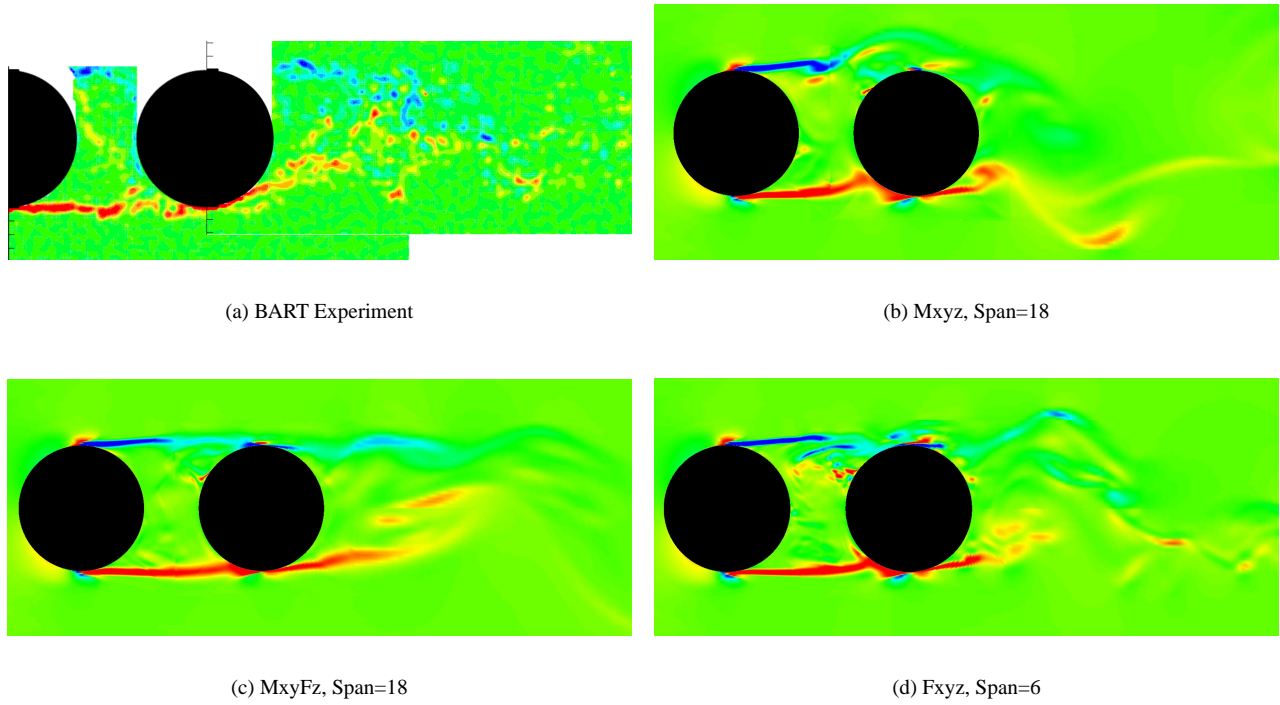 (a) BART Experiment
(b) Mxyz, Span=18
(c) MxyFz, Span=18
(d) Fxyz, Span=6